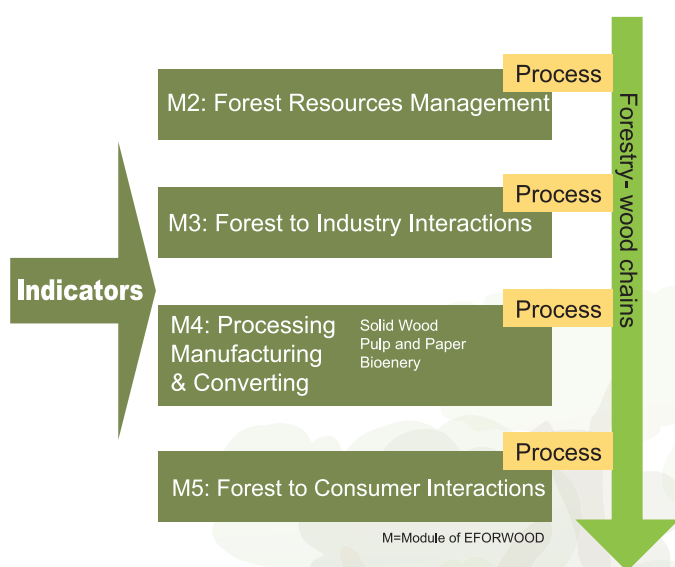 Process
M2: Forest Resources Management
Process
M3: Forest to Industry Interactions
Indicators
Process
M4: Processing
Manufacturing
& Converting
Solid Wood
Pulp and Paper
Bioenery
Process
M5: Forest to Consumer Interactions
M=Module of EFORWOOD
Forestry- wood chains